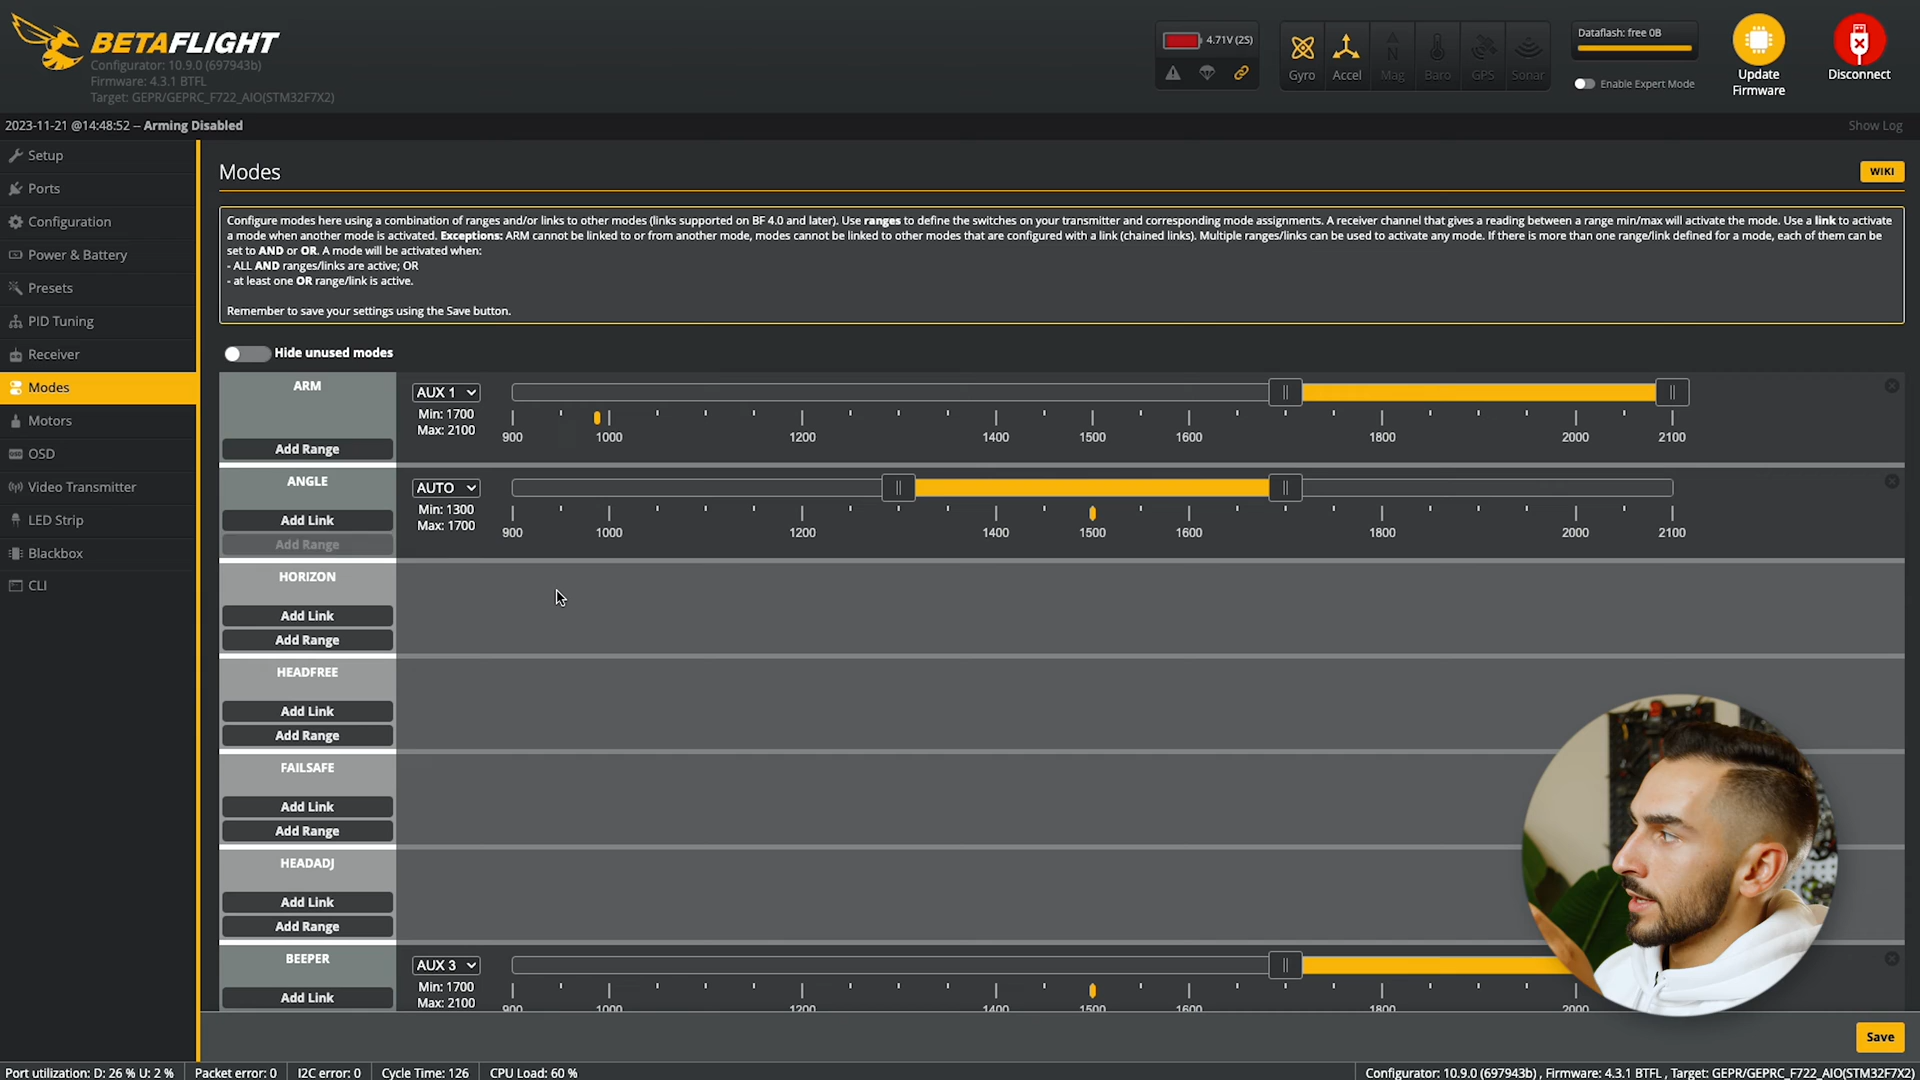 BETAFLIGHT
Configurator: 10.9.0 (697943b)
Firmware: 4.3.1 BTFL
Target: GEPR/GEPRC_F722_AIO(STM32F7X2)
4.71V (2S)
Gyro
Accel
Mag
Baro
GPS
Sonar
Dataflash: free 0B
Enable Expert Mode
Update
Firmware
Disconnect
2023-11-21 @14:48:52 -- Arming Disabled
Show Log
Setup
Ports
Configuration
Power & Battery
Presets
PID Tuning
Receiver
Modes
Motors
OSD
Video Transmitter
LED Strip
Blackbox
CLI
Modes
WIKI
Configure modes here using a combination of ranges and/or links to other modes (links supported on BF 4.0 and later). Use ranges to define the switches on your transmitter and corresponding mode assignments. A receiver channel that gives a reading between a range min/max will activate the mode. Use a link to activate
a mode when another mode is activated. Exceptions: ARM cannot be linked to or from another mode, modes cannot be linked to other modes that are configured with a link (chained links). Multiple ranges/links can be used to activate any mode. If there is more than one range/link defined for a mode, each of them can be
set to AND or OR. A mode will be activated when:
- ALL AND ranges/links are active; OR
- at least one OR range/link is active.
Remember to save your settings using the Save button.
Hide unused modes
ARM
Add Range
AUX 1
Min: 1700
Max: 2100
900 1000 1200 1400 1500 1600 1800 2000 2100
ANGLE
Add Link
Add Range
AUTO
Min: 1300
Max: 1700
900 1000 1200 1400 1500 1600 1800 2000 2100
HORIZON
Add Link
Add Range
HEADFREE
Add Link
Add Range
FAILSAFE
Add Link
Add Range
HEADADJ
Add Link
Add Range
BEEPER
Add Link
AUX 3
Min: 1700
Max: 2100
900 1000 1200 1400 1500 1600 1800 2000
Save
Port utilization: D: 26 % U: 2 %
Packet error: 0
I2C error: 0
Cycle Time: 126
CPU Load: 60 %
Configurator: 10.9.0 (697943b) , Firmware: 4.3.1 BTFL , Target: GEPR/GEPRC_F722_AIO(STM32F7X2)